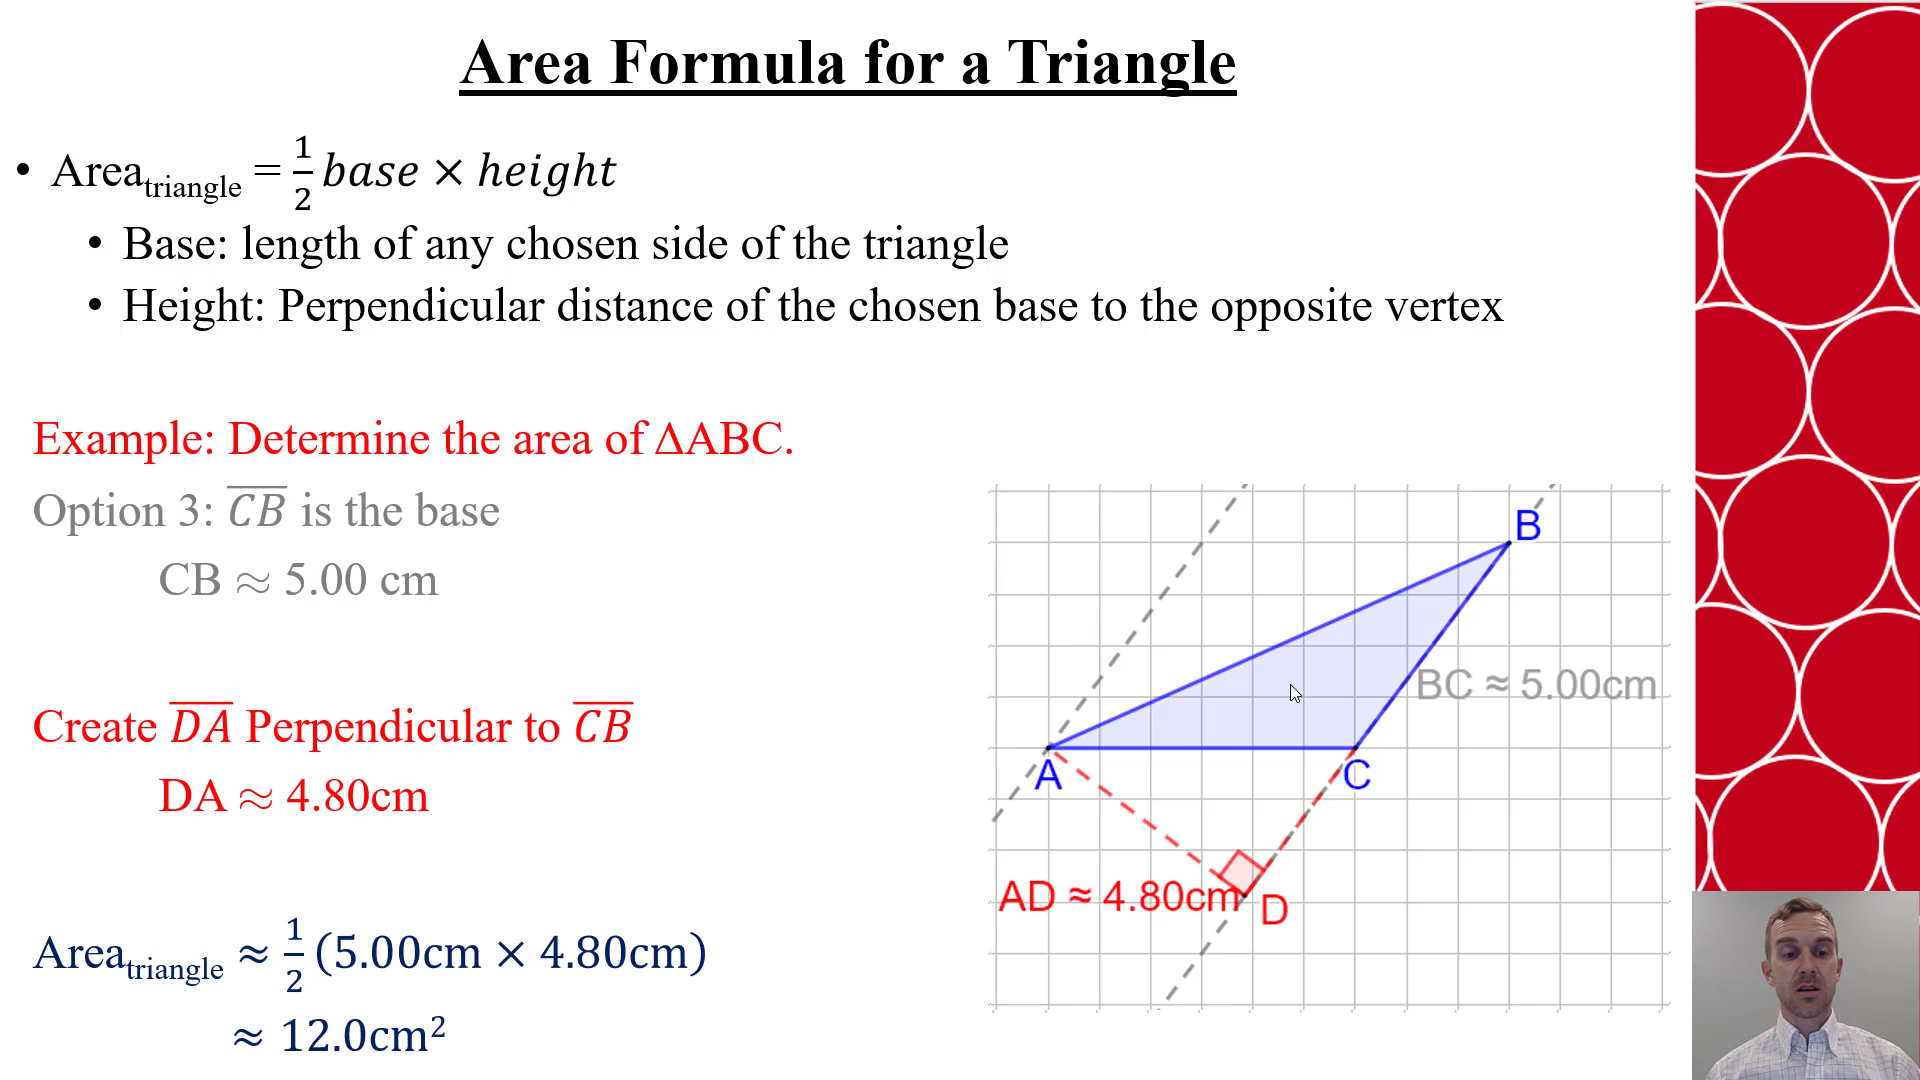 Area Formula for a Triangle
• Area_triangle = 1/2 base × height
• Base: length of any chosen side of the triangle
• Height: Perpendicular distance of the chosen base to the opposite vertex
Example: Determine the area of ΔABC.
Option 3: C̅B̅ is the base
CB ≈ 5.00 cm
Create D̅A̅ Perpendicular to C̅B̅
DA ≈ 4.80cm
Area_triangle ≈ 1/2 (5.00cm × 4.80cm)
≈ 12.0cm²
B
BC ≈ 5.00cm
A
C
AD ≈ 4.80cm
D